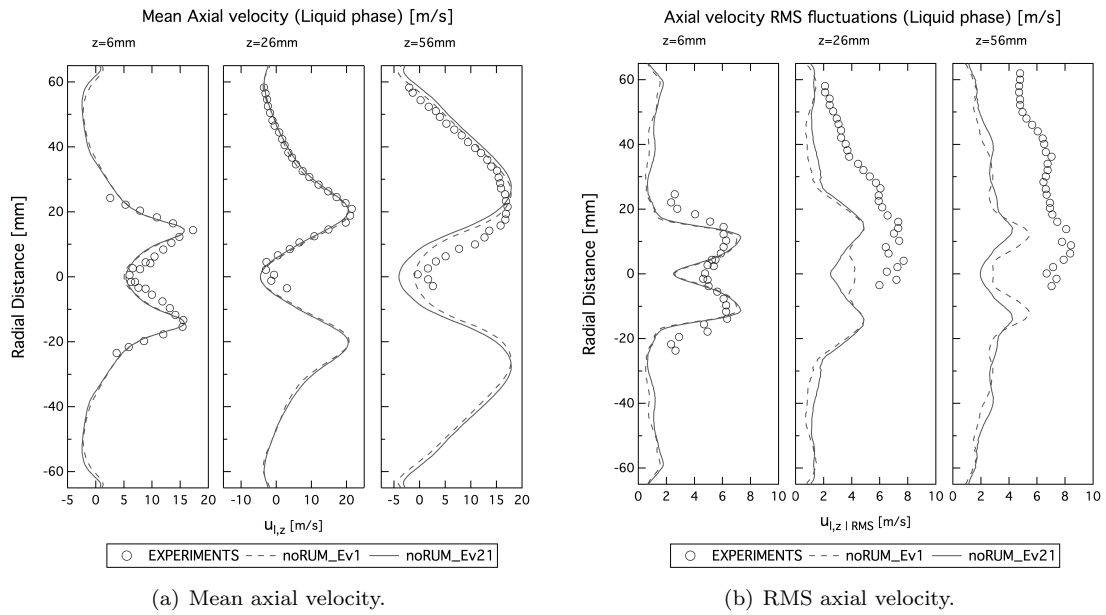 Mean Axial velocity (Liquid phase) [m/s]
z=6mm z=26mm z=56mm
Radial Distance [mm]
60
40
20
0
-20
-40
-60
-5 0 5 10 15 20
-10 0 10 20
-5 0 5 10 15 20
u l,z [m/s]
EXPERIMENTS noRUM_Ev1 noRUM_Ev21
(a) Mean axial velocity.
Axial velocity RMS fluctuations (Liquid phase) [m/s]
z=6mm z=26mm z=56mm
Radial Distance [mm]
60
40
20
0
-20
-40
-60
0 2 4 6 8 10
0 2 4 6 8 10
0 2 4 6 8 10
u l,z | RMS [m/s]
EXPERIMENTS noRUM_Ev1 noRUM_Ev21
(b) RMS axial velocity.